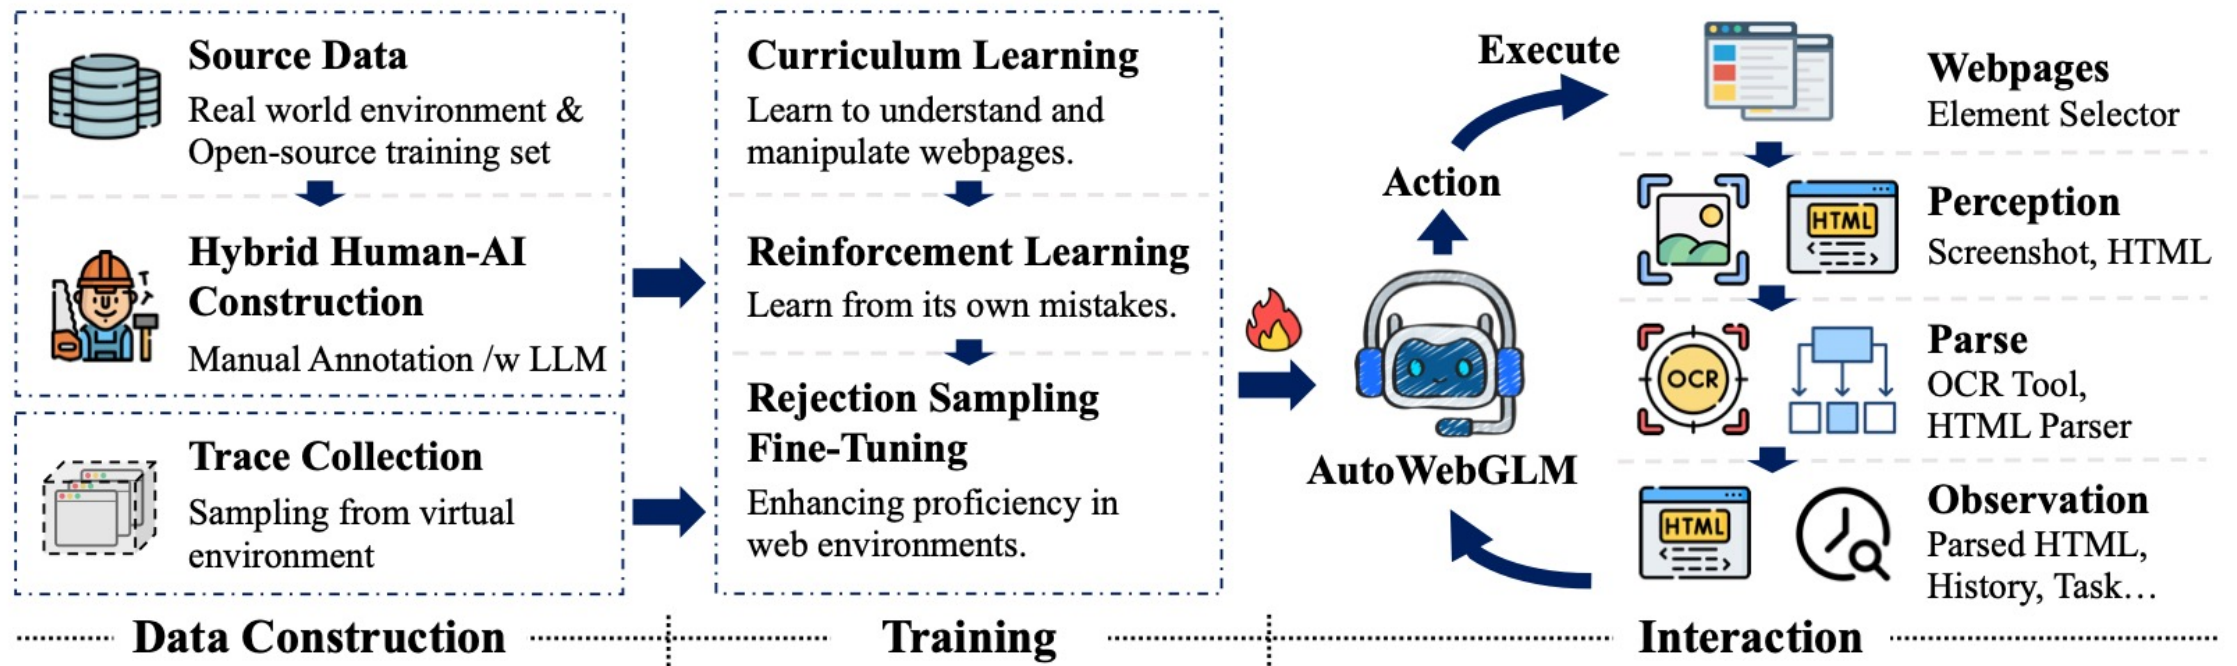 Source Data
Real world environment &
Open-source training set
Hybrid Human-AI
Construction
Manual Annotation /w LLM
Trace Collection
Sampling from virtual
environment
Data Construction
Curriculum Learning
Learn to understand and
manipulate webpages.
Reinforcement Learning
Learn from its own mistakes.
Rejection Sampling
Fine-Tuning
Enhancing proficiency in
web environments.
Training
Execute
Action
AutoWebGLM
Webpages
Element Selector
HTML
Perception
Screenshot, HTML
OCR
Parse
OCR Tool,
HTML Parser
HTML
Observation
Parsed HTML,
History, Task...
Interaction